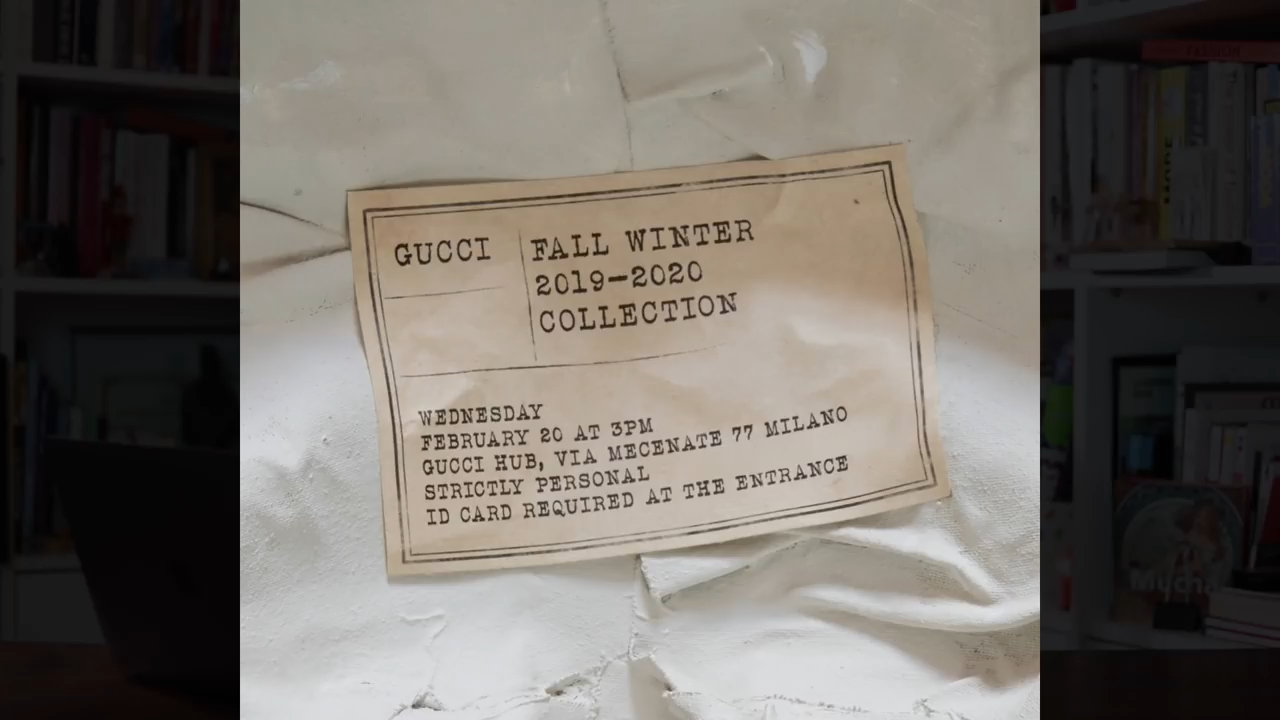 GUCCI
FALL WINTER
2019-2020
COLLECTION
WEDNESDAY
FEBRUARY 20 AT 3PM
GUCCI HUB, VIA MECENATE 77 MILANO
STRICTLY PERSONAL
ID CARD REQUIRED AT THE ENTRANCE
Mucha